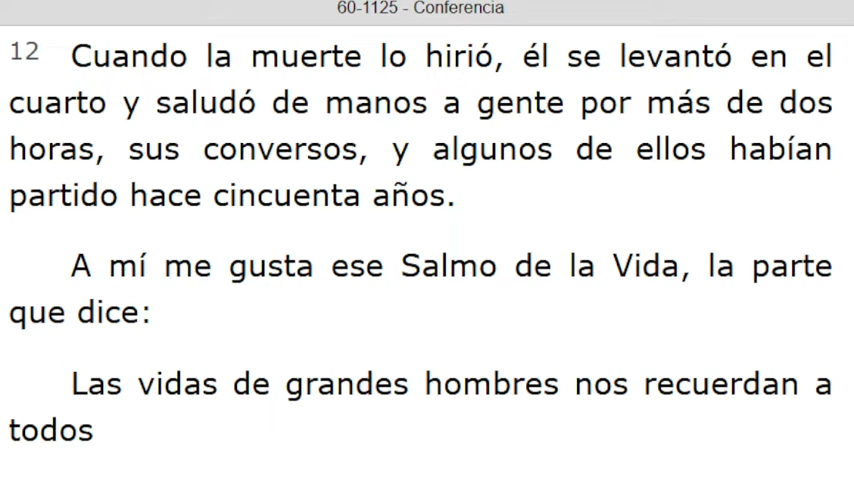 60-1125 - Conferencia
12 Cuando la muerte lo hirió, él se levantó en el
cuarto y saludó de manos a gente por más de dos
horas, sus conversos, y algunos de ellos habían
partido hace cincuenta años.
A mí me gusta ese Salmo de la Vida, la parte
que dice:
Las vidas de grandes hombres nos recuerdan a
todos